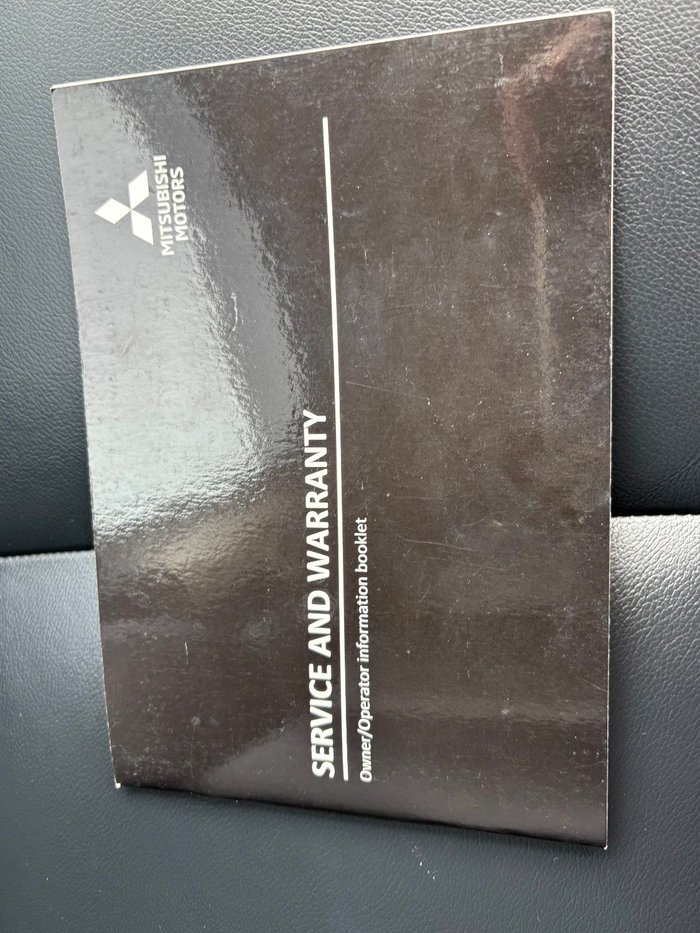 MITSUBISHI
MOTORS
SERVICE AND WARRANTY
Owner/Operator information booklet